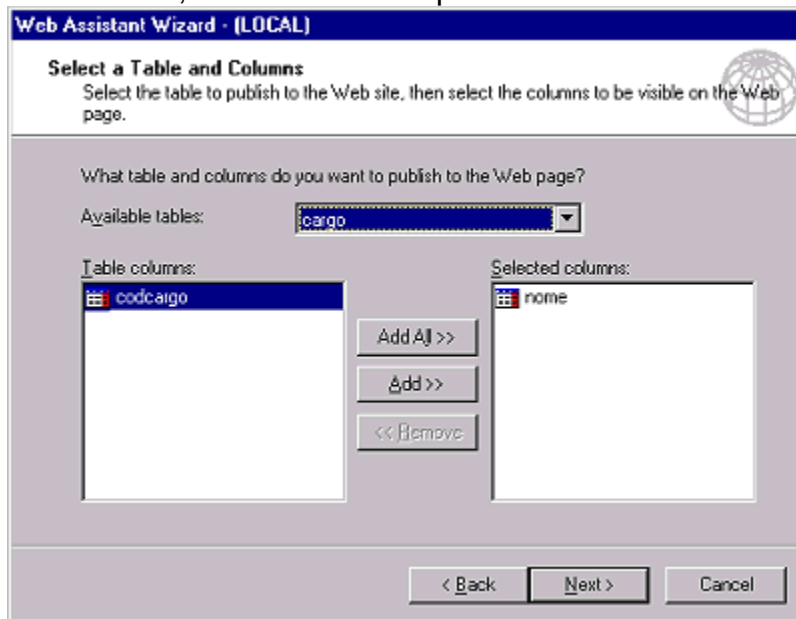 Web Assistant Wizard - (LOCAL)
Select a Table and Columns
Select the table to publish to the Web site, then select the columns to be visible on the Web
page.
What table and columns do you want to publish to the Web page?
Available tables:
cargo
Table columns:
Selected columns:
codcargo
nome
Add All >>
Add >>
<< Remove
< Back
Next >
Cancel